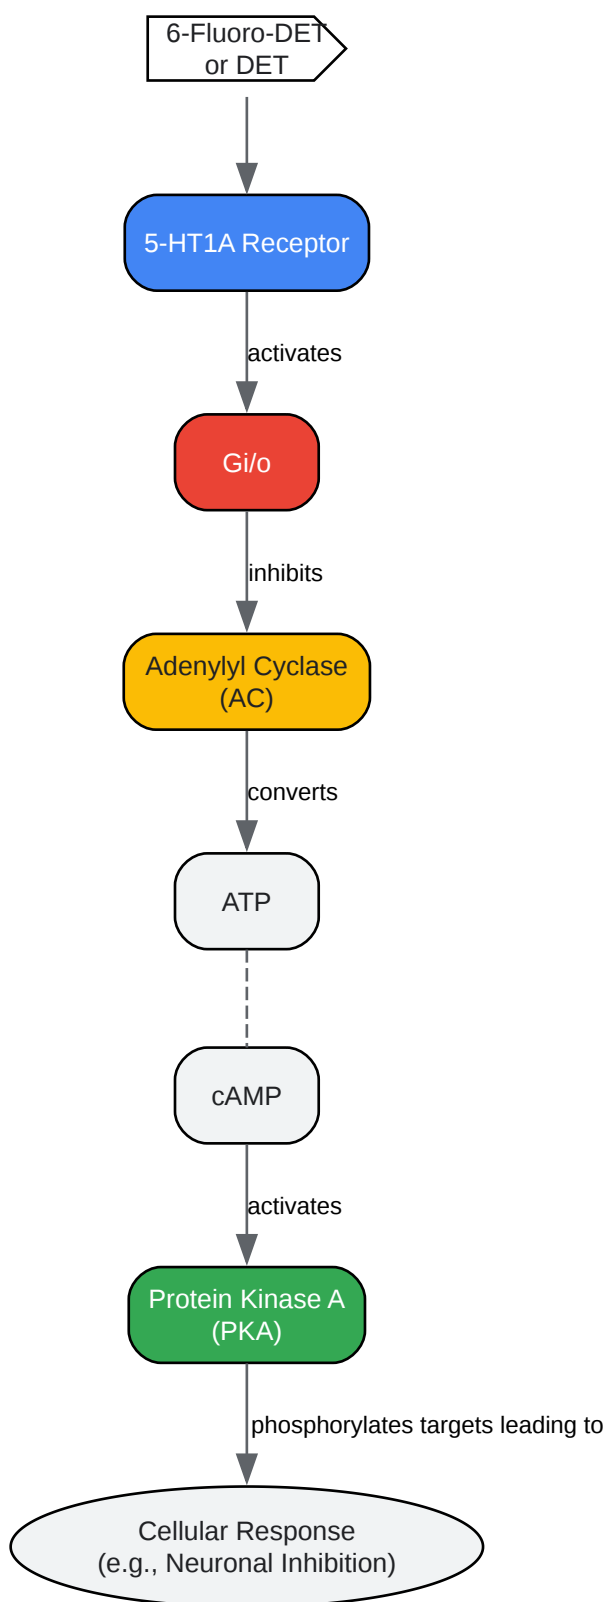 6-Fluoro-DET
or DET
5-HT1A Receptor
activates
Gi/o
inhibits
Adenylyl Cyclase
(AC)
converts
ATP
cAMP
activates
Protein Kinase A
(PKA)
phosphorylates targets leading to
Cellular Response
(e.g., Neuronal Inhibition)